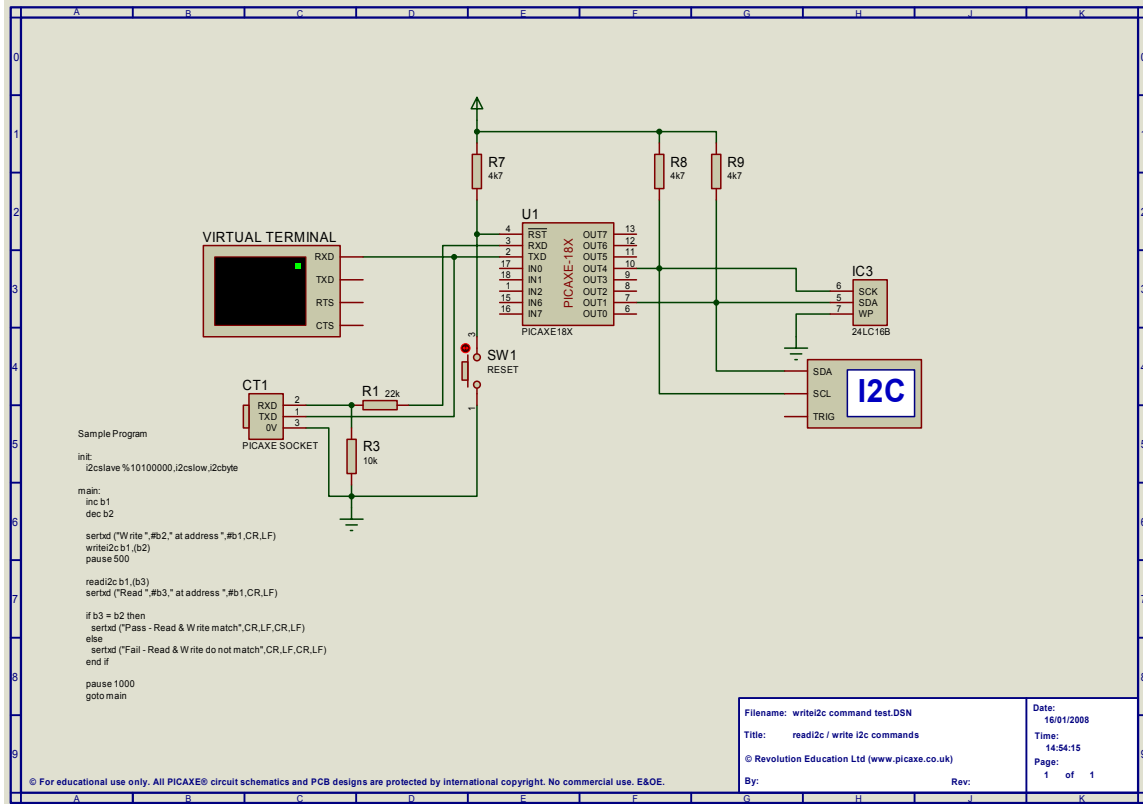 A B C D E F G H J K
0
1
2
3
4
5
6
7
8
9
0
1
2
3
4
5
6
7
8
9
R7
4k7
R8
4k7
R9
4k7
U1
4 RST OUT7 13
3 RXD OUT6 12
2 TXD OUT5 11
17 IN0 OUT4 10
18 IN1 OUT3 9
1 IN2 OUT2 8
15 IN6 OUT1 7
16 IN7 OUT0 6
PICAXE-18X
PICAXE18X
VIRTUAL TERMINAL
RXD
TXD
RTS
CTS
IC3
6 SCK
5 SDA
7 WP
24LC16B
3
SW1
RESET
1
SDA
SCL
TRIG
I2C
CT1
RXD 2
TXD 1
0V 3
PICAXE SOCKET
R1 22k
R3
10k
Sample Program
init:
i2cslave %10100000,i2cslow,i2cbyte
main:
inc b1
dec b2
sertxd ("Write ",#b2," at address ",#b1,CR,LF)
writei2c b1,(b2)
pause 500
readi2c b1,(b3)
sertxd ("Read ",#b3," at address ",#b1,CR,LF)
if b3 = b2 then
sertxd ("Pass - Read & Write match",CR,LF,CR,LF)
else
sertxd ("Fail - Read & Write do not match",CR,LF,CR,LF)
end if
pause 1000
goto main
Filename: writei2c command test.DSN
Title: readi2c / write i2c commands
© Revolution Education Ltd (www.picaxe.co.uk)
By: Rev:
Date:
16/01/2008
Time:
14:54:15
Page:
1 of 1
© For educational use only. All PICAXE® circuit schematics and PCB designs are protected by international copyright. No commercial use. E&OE.
A B C D E F G H J K